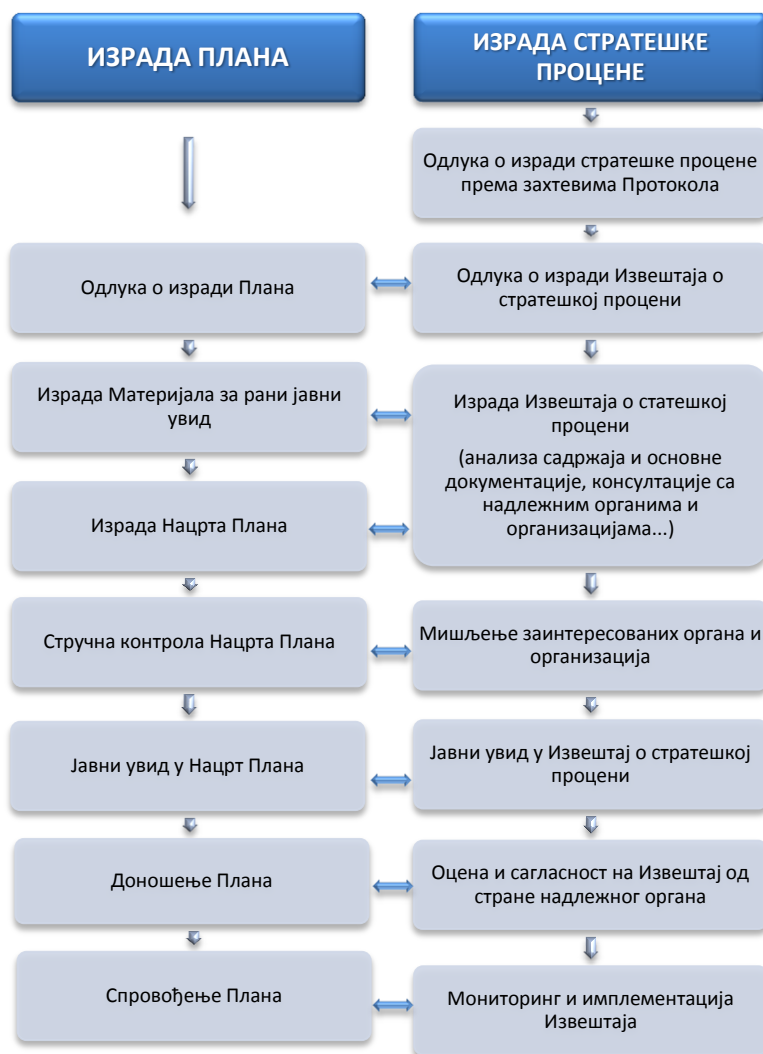 ИЗРАДА ПЛАНА
ИЗРАДА СТРАТЕШКЕ
ПРОЦЕНЕ
Одлука о изради стратешке процене
према захтевима Протокола
Одлука о изради Плана
Одлука о изради Извештаја о
стратешкој процени
Израда Материјала за рани јавни
увид
Израда Извештаја о статешкој
процени
(анализа садржаја и основне
документације, консултације са
надлежним органима и
организацијама...)
Израда Нацрта Плана
Стручна контрола Нацрта Плана
Мишљење заинтересованих органа и
организација
Јавни увид у Нацрт Плана
Јавни увид у Извештај о стратешкој
процени
Доношење Плана
Оцена и сагласност на Извештај од
стране надлежног органа
Спровођење Плана
Мониторинг и имплементација
Извештаја